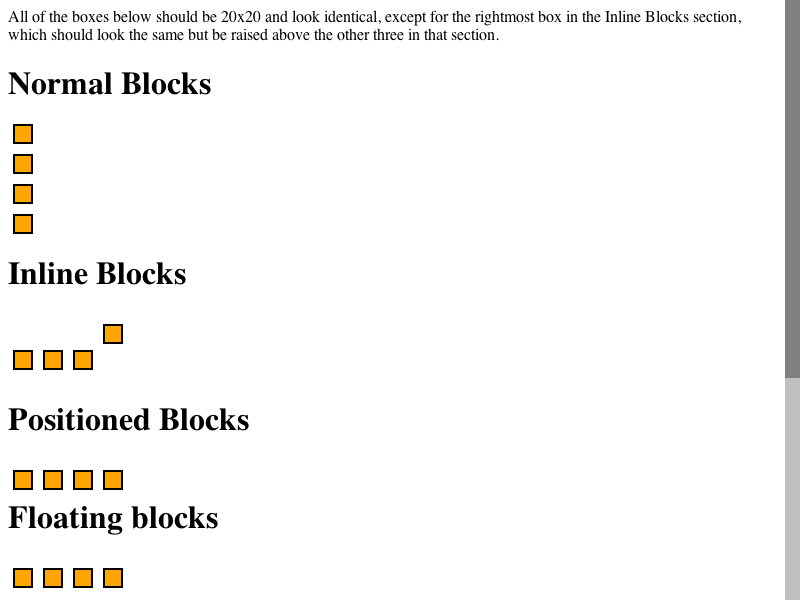 All of the boxes below should be 20x20 and look identical, except for the rightmost box in the Inline Blocks section,
which should look the same but be raised above the other three in that section.
Normal Blocks
Inline Blocks
Positioned Blocks
Floating blocks